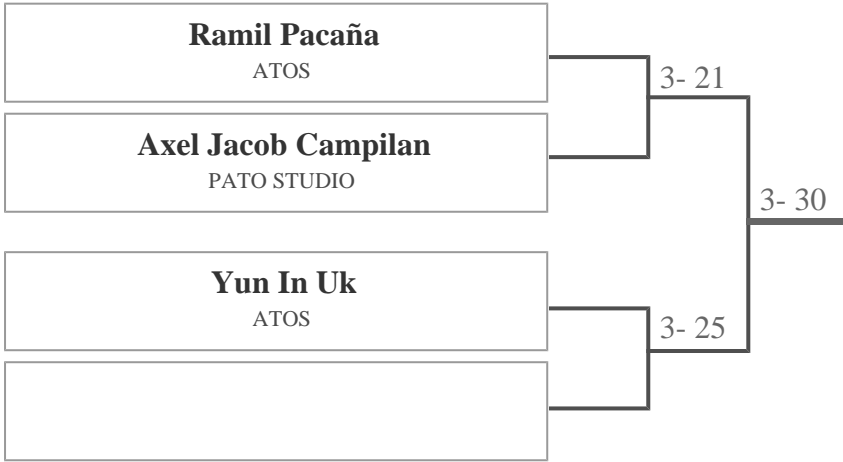 Ramil Pacaña
ATOS
3- 21
Axel Jacob Campilan
PATO STUDIO
3- 30
Yun In Uk
ATOS
3- 25